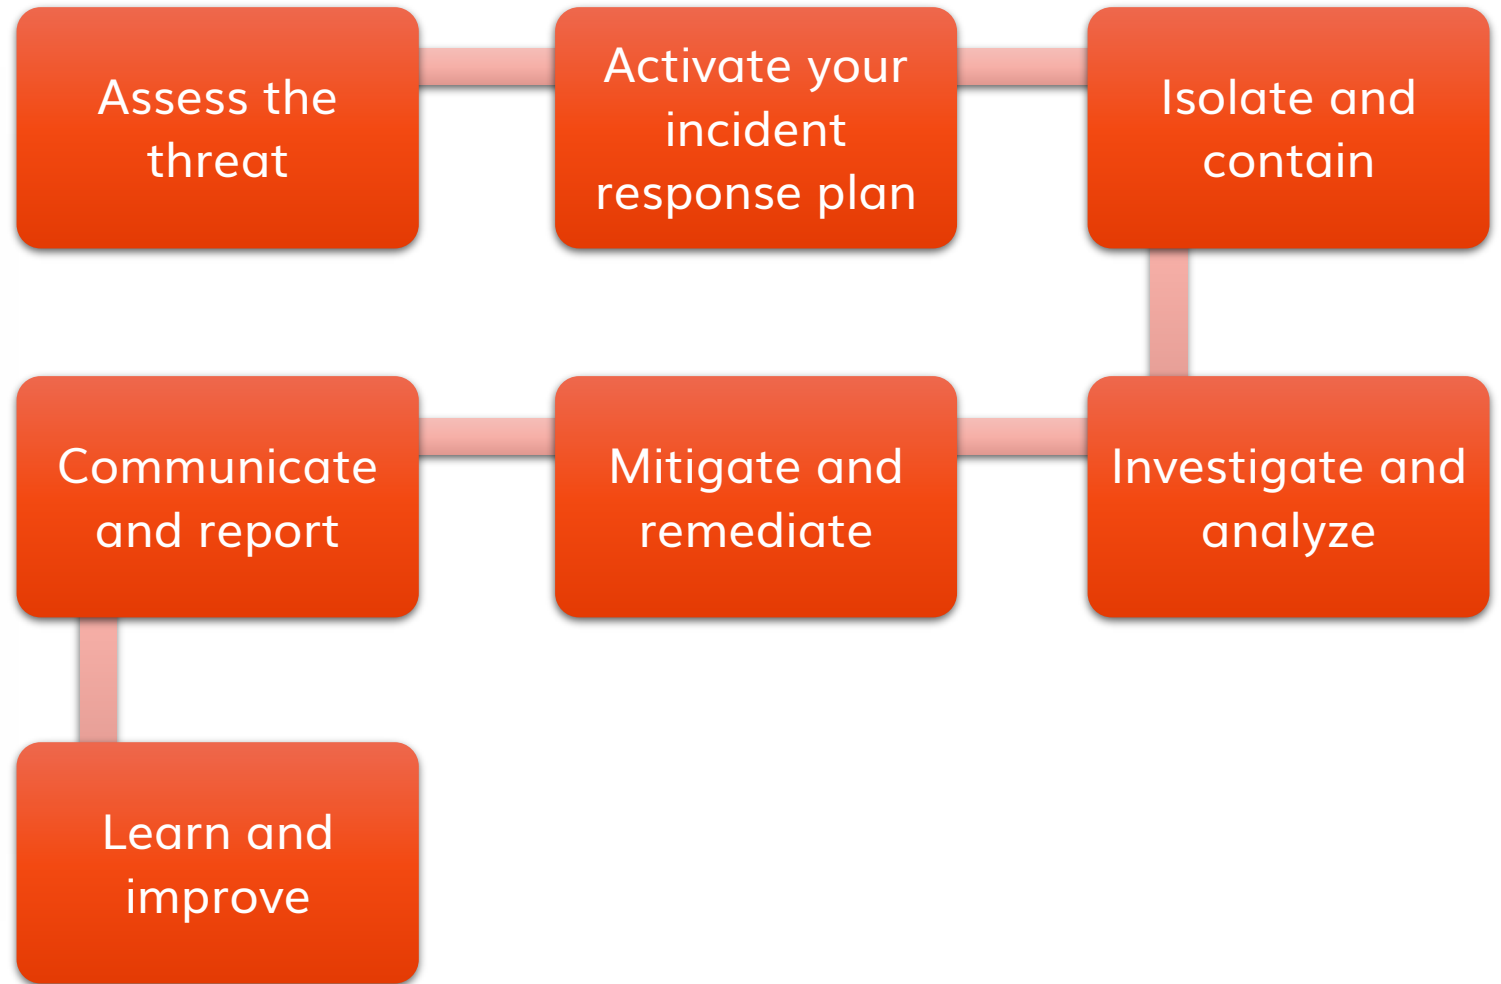 Assess the
threat
Activate your
incident
response plan
Isolate and
contain
Investigate and
analyze
Mitigate and
remediate
Communicate
and report
Learn and
improve